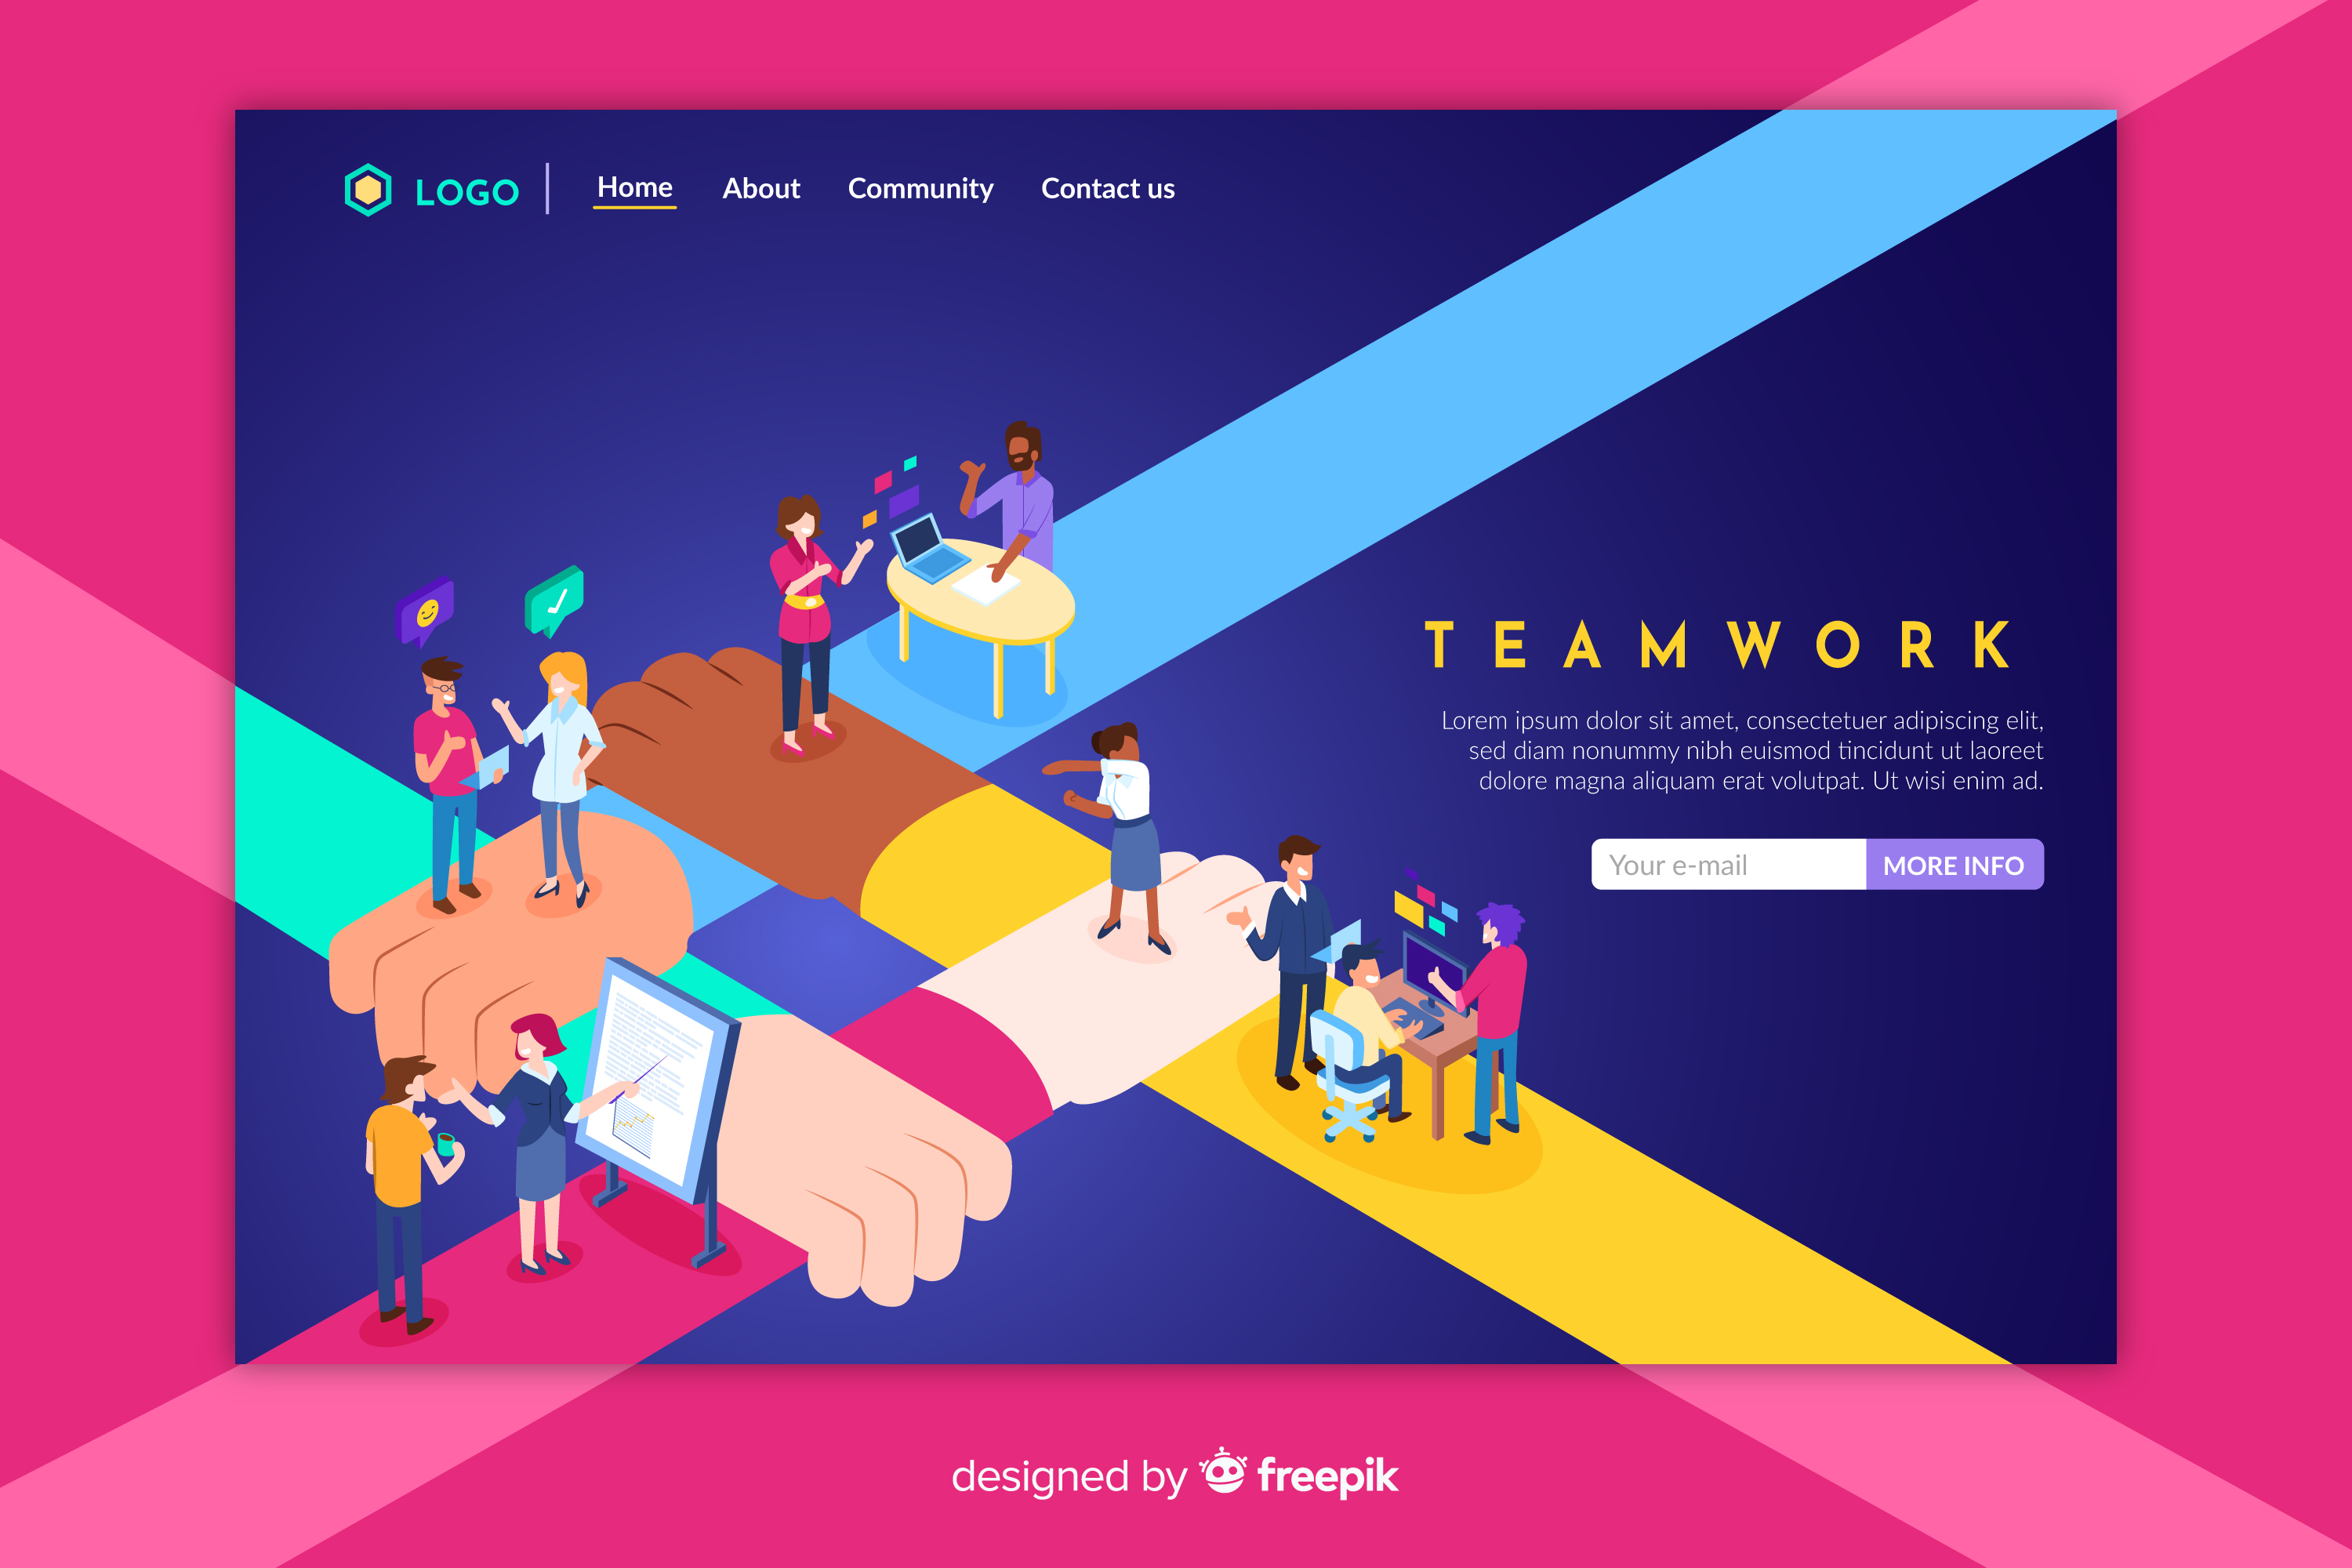 LOGO
Home About Community Contact us
TEAMWORK
Lorem ipsum dolor sit amet, consectetuer adipiscing elit,
sed diam nonummy nibh euismod tincidunt ut laoreet
dolore magna aliquam erat volutpat. Ut wisi enim ad.
Your e-mail MORE INFO
designed by freepik